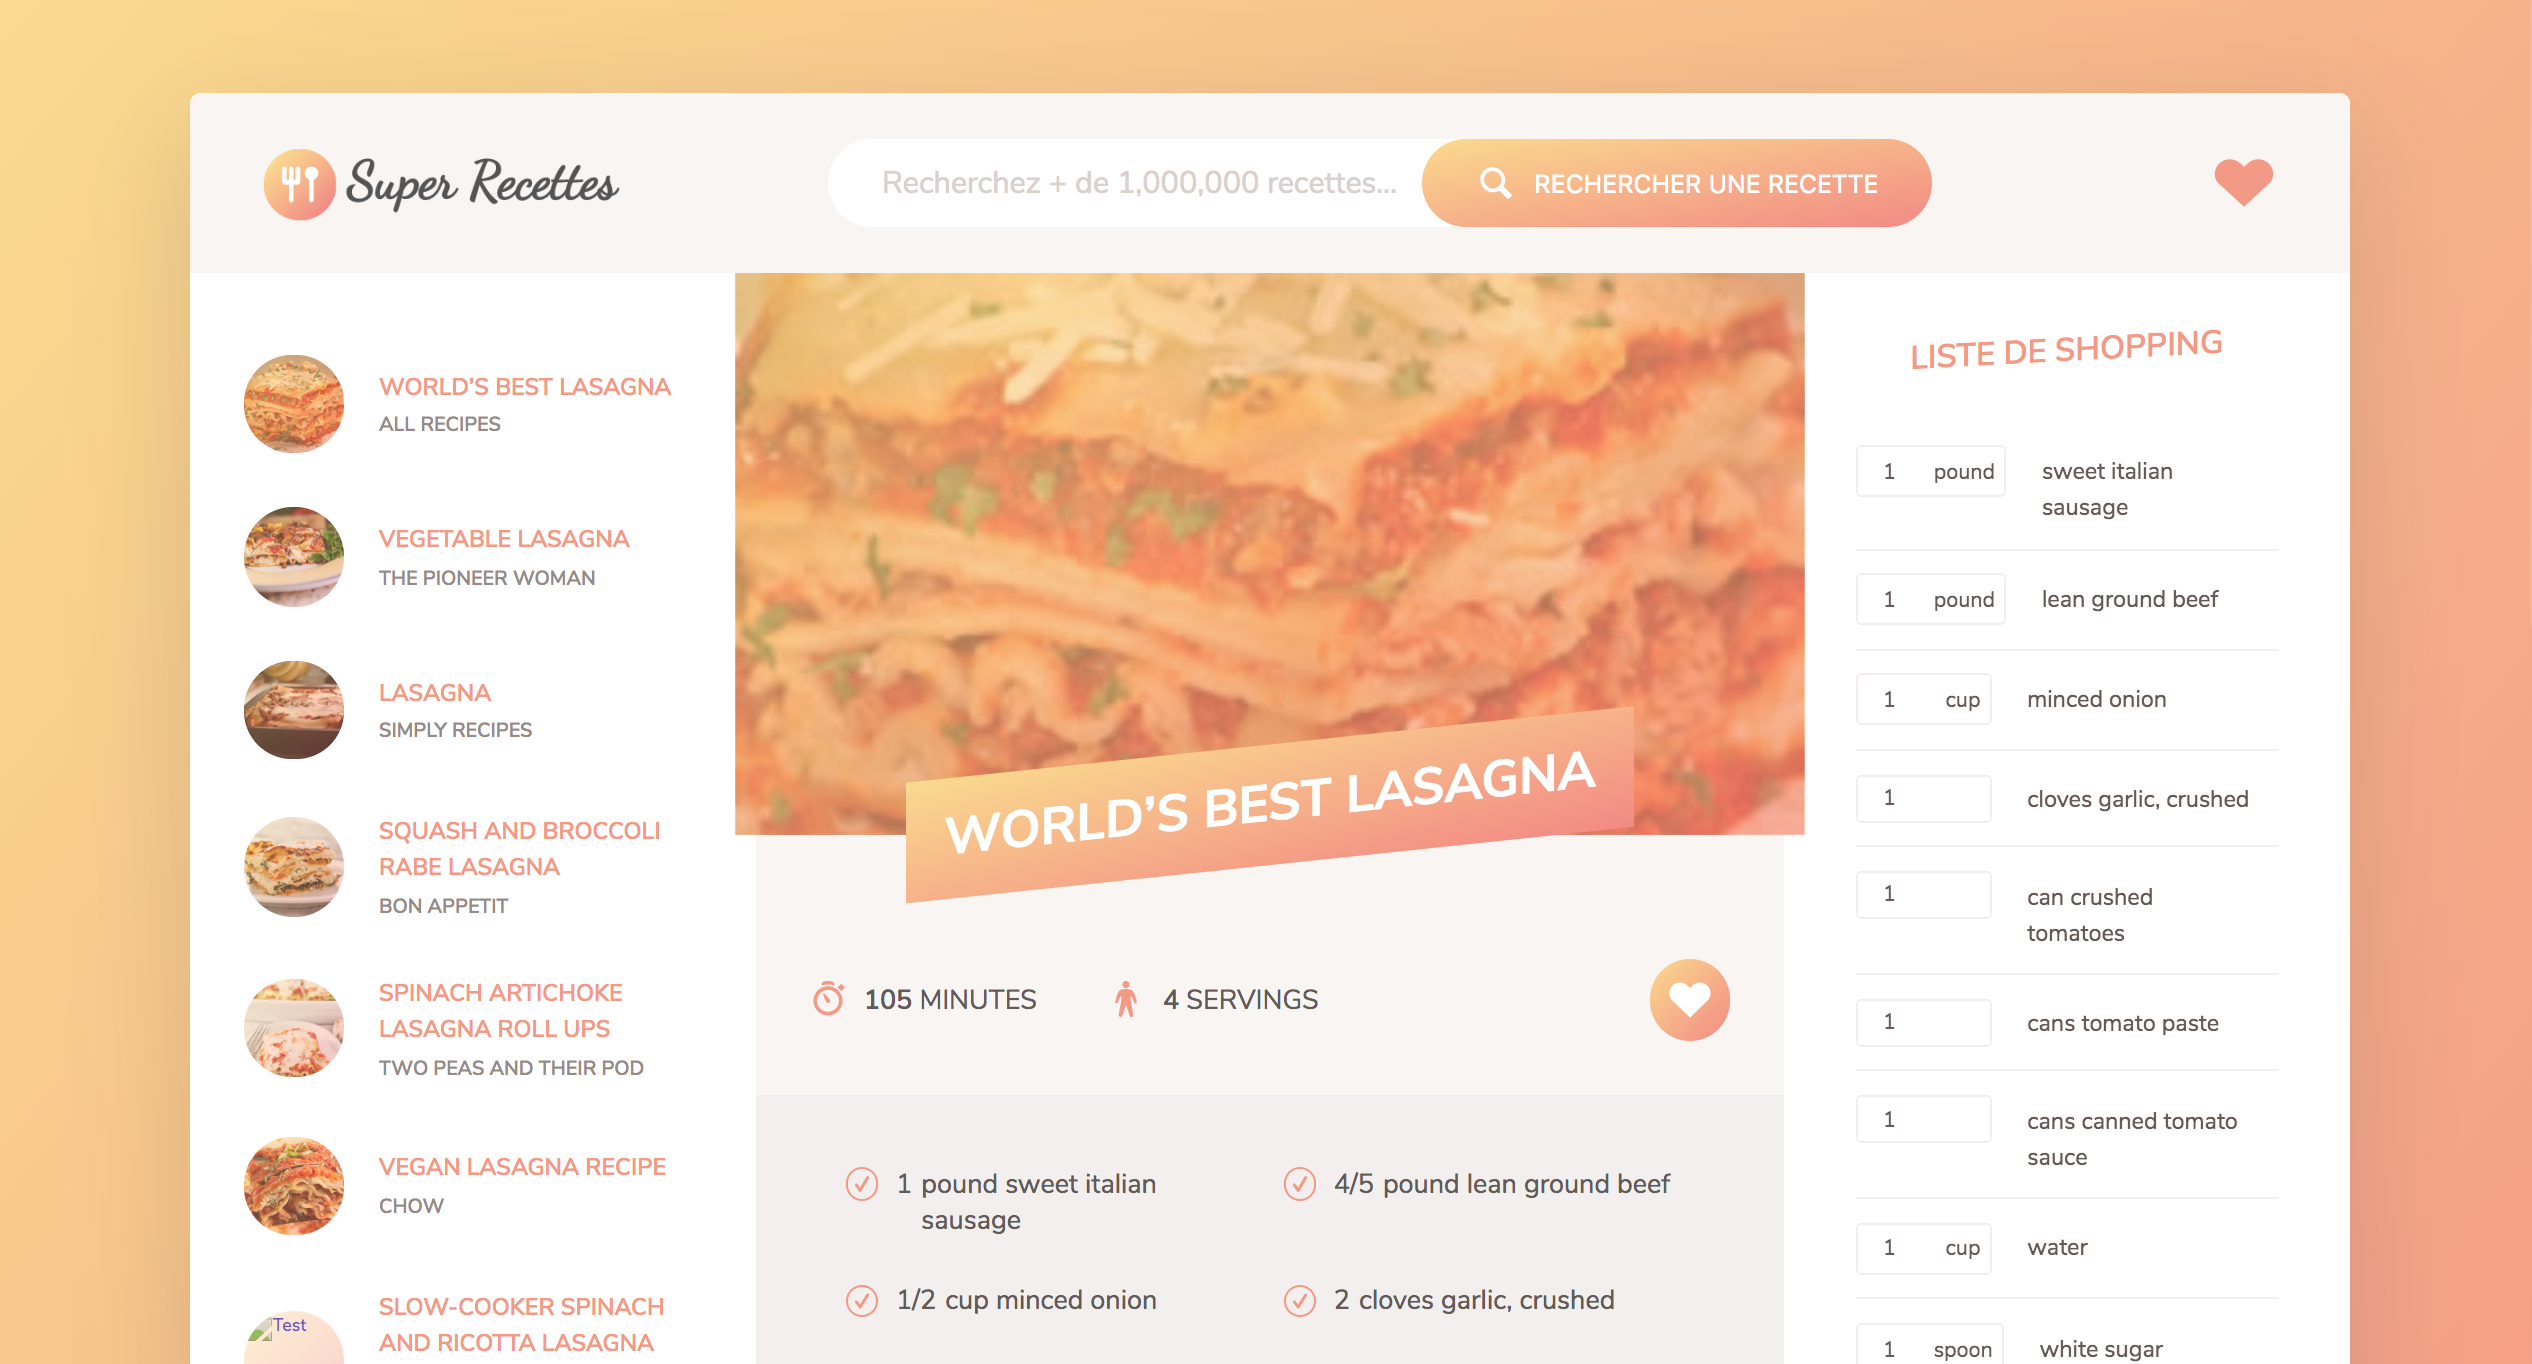 Super Recettes
Recherchez + de 1,000,000 recettes...
RECHERCHER UNE RECETTE
WORLD'S BEST LASAGNA
ALL RECIPES
VEGETABLE LASAGNA
THE PIONEER WOMAN
LASAGNA
SIMPLY RECIPES
SQUASH AND BROCCOLI
RABE LASAGNA
BON APPETIT
SPINACH ARTICHOKE
LASAGNA ROLL UPS
TWO PEAS AND THEIR POD
VEGAN LASAGNA RECIPE
CHOW
Test
SLOW-COOKER SPINACH
AND RICOTTA LASAGNA
WORLD'S BEST LASAGNA
105 MINUTES
4 SERVINGS
1 pound sweet italian
sausage
4/5 pound lean ground beef
1/2 cup minced onion
2 cloves garlic, crushed
LISTE DE SHOPPING
1 pound sweet italian
sausage
1 pound lean ground beef
1 cup minced onion
1 cloves garlic, crushed
1 can crushed
tomatoes
1 cans tomato paste
1 cans canned tomato
sauce
1 cup water
1 spoon white sugar